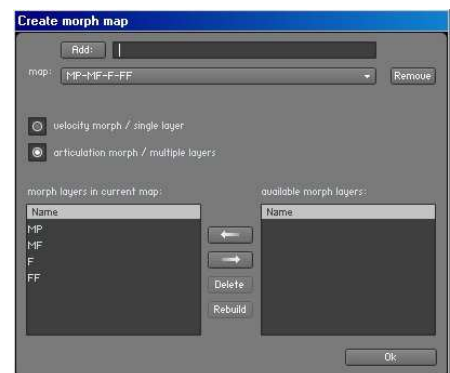 Create morph map
Add:
map: MP-MF-F-FF Remove
velocity morph / single layer
articulation morph / multiple layers
morph layers in current map: available morph layers:
Name Name
MP
MF
F
FF
Delete
Rebuild
Ok